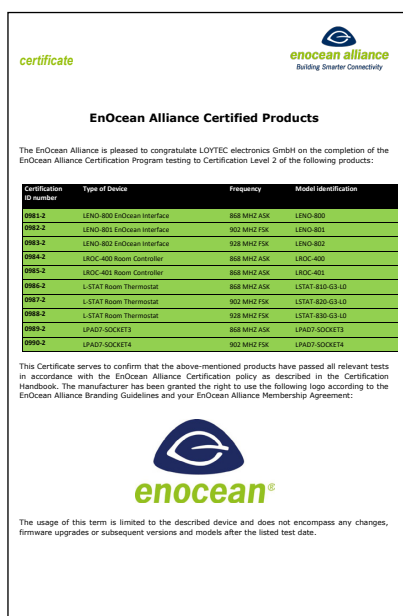 certificate
enocean alliance
Building Smarter Connectivity
EnOcean Alliance Certified Products
The EnOcean Alliance is pleased to congratulate LOYTEC electronics GmbH on the completion of the
EnOcean Alliance Certification Program testing to Certification Level 2 of the following products:
Certification ID number Type of Device Frequency Model identification
0981-2 LENO-800 EnOcean Interface 868 MHZ ASK LENO-800
0982-2 LENO-801 EnOcean Interface 902 MHZ FSK LENO-801
0983-2 LENO-802 EnOcean Interface 928 MHZ FSK LENO-802
0984-2 LROC-400 Room Controller 868 MHZ ASK LROC-400
0985-2 LROC-401 Room Controller 868 MHZ ASK LROC-401
0986-2 L-STAT Room Thermostat 868 MHZ ASK LSTAT-810-G3-L0
0987-2 L-STAT Room Thermostat 902 MHZ FSK LSTAT-820-G3-L0
0988-2 L-STAT Room Thermostat 928 MHZ FSK LSTAT-830-G3-L0
0989-2 LPAD7-SOCKET3 868 MHZ ASK LPAD7-SOCKET3
0990-2 LPAD7-SOCKET4 902 MHZ FSK LPAD7-SOCKET4
This Certificate serves to confirm that the above-mentioned products have passed all relevant tests
in accordance with the EnOcean Alliance Certification policy as described in the Certification
Handbook. The manufacturer has been granted the right to use the following logo according to the
EnOcean Alliance Branding Guidelines and your EnOcean Alliance Membership Agreement:
enocean®
The usage of this term is limited to the described device and does not encompass any changes,
firmware upgrades or subsequent versions and models after the listed test date.